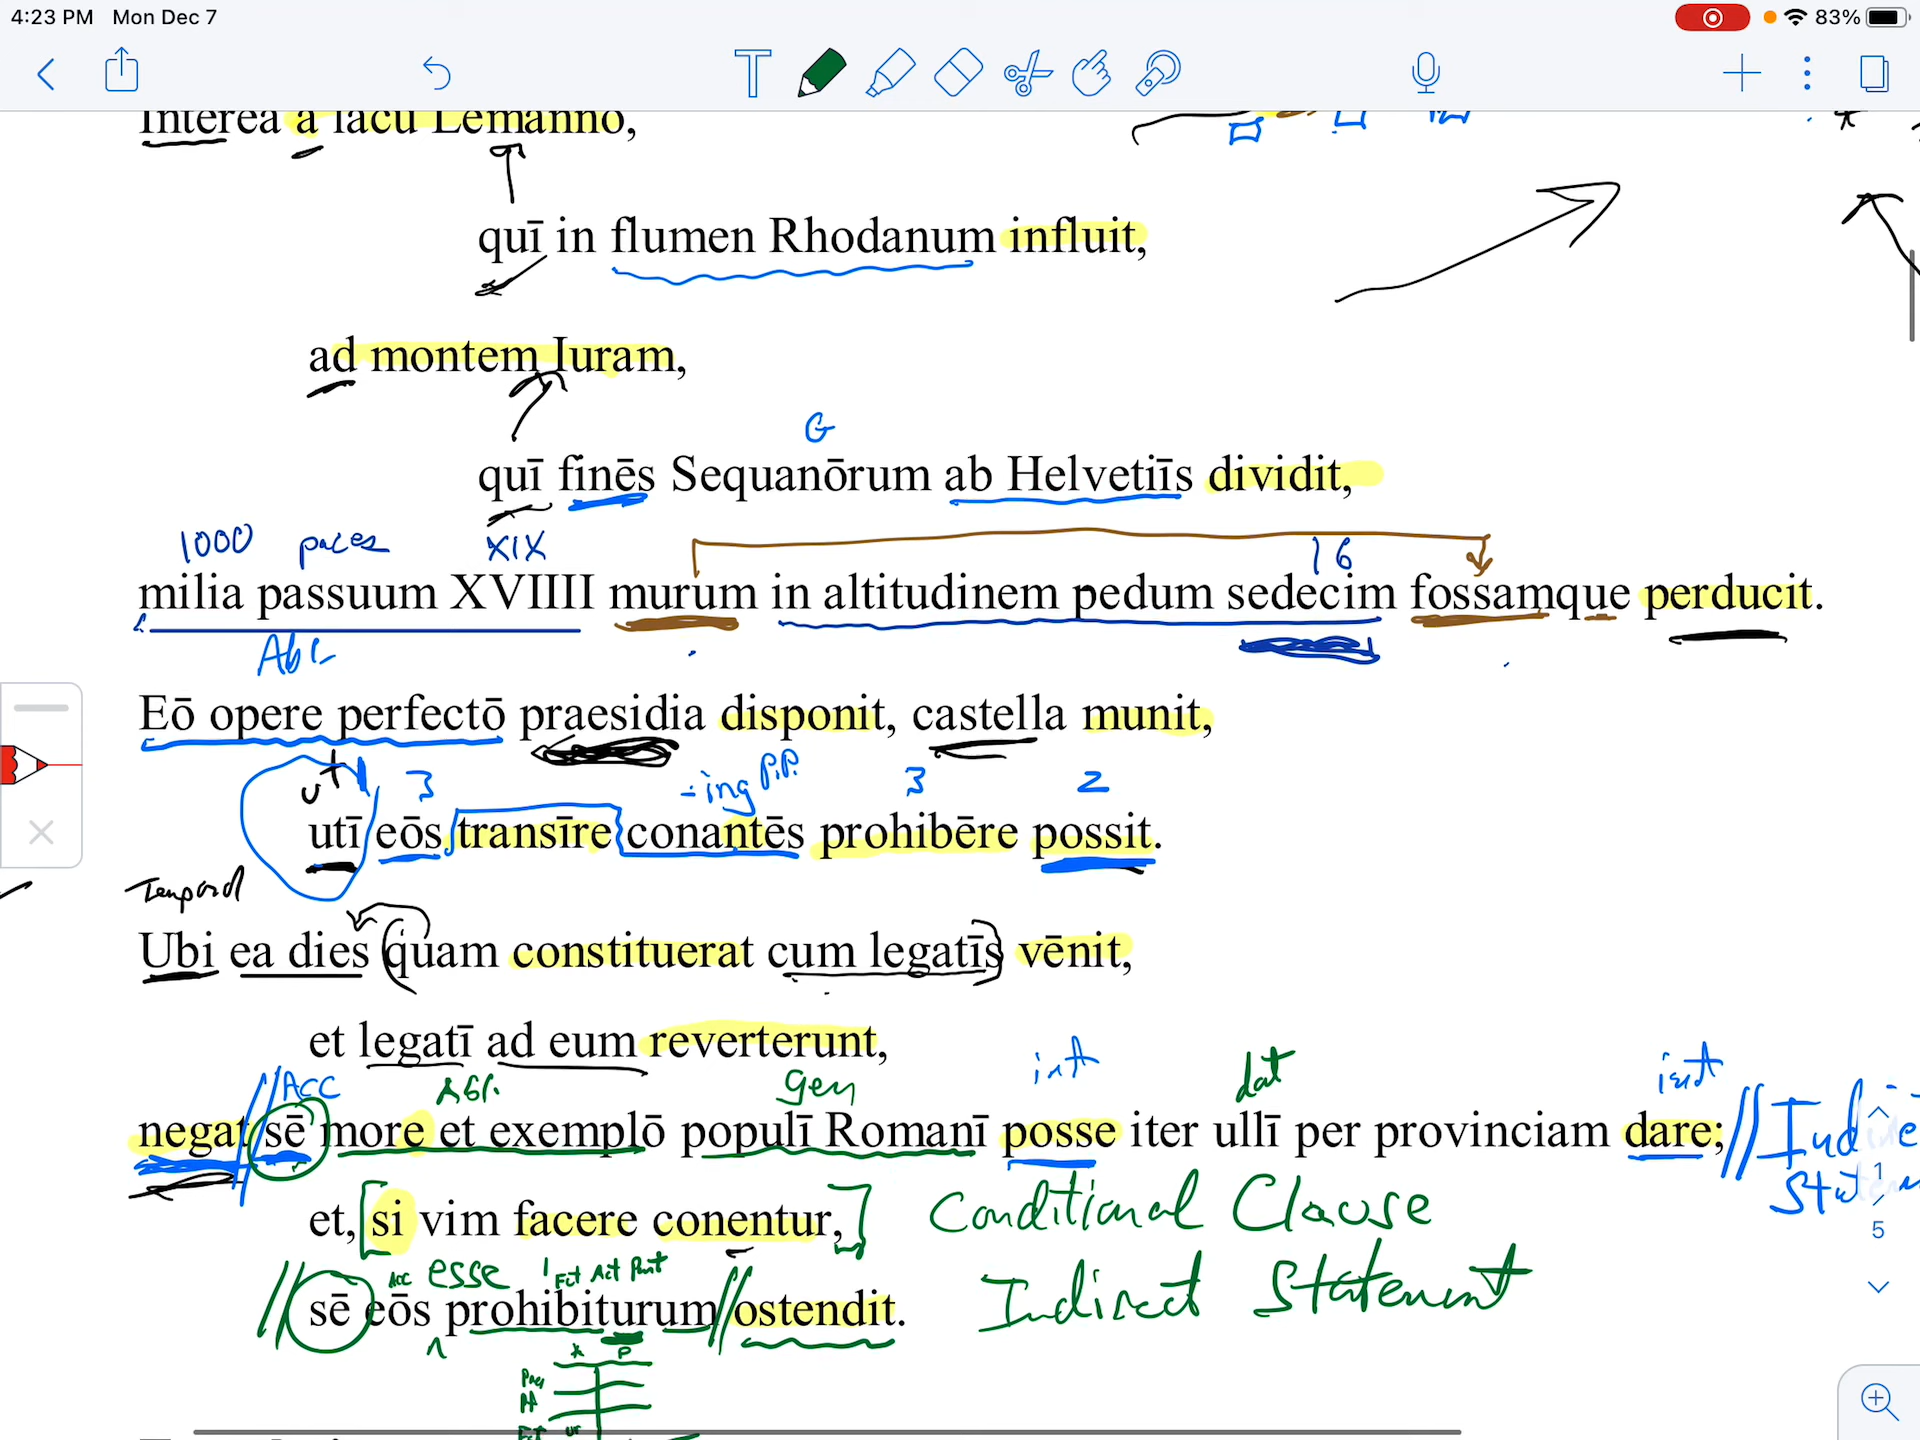 4:23 PM Mon Dec 7
83%
T
Interea a lacu Lemanno,
quī in flumen Rhodanum influit,
ad montem Iuram,
G
quī finēs Sequanōrum ab Helvetiīs dividit,
1000 paces XIX 16
milia passuum XVIIII murum in altitudinem pedum sedecim fossamque perducit.
Abl
Eō opere perfectō praesidia disponit, castella munit,
ut 3 -ing P.P. 3 2
utī eōs transīre conantēs prohibēre possit.
Temporal
Ubi ea dies (quam constituerat cum legatīs) vēnit,
et legatī ad eum reverterunt,
ACC Abl. gen inf dat inf
negat sē more et exemplō populī Romanī posse iter ullī per provinciam dare;
et, [si vim facere conentur,] Conditional Clause
Acc esse Fut Act Part
sē eōs prohibiturum ostendit. Indirect Statement
1
5